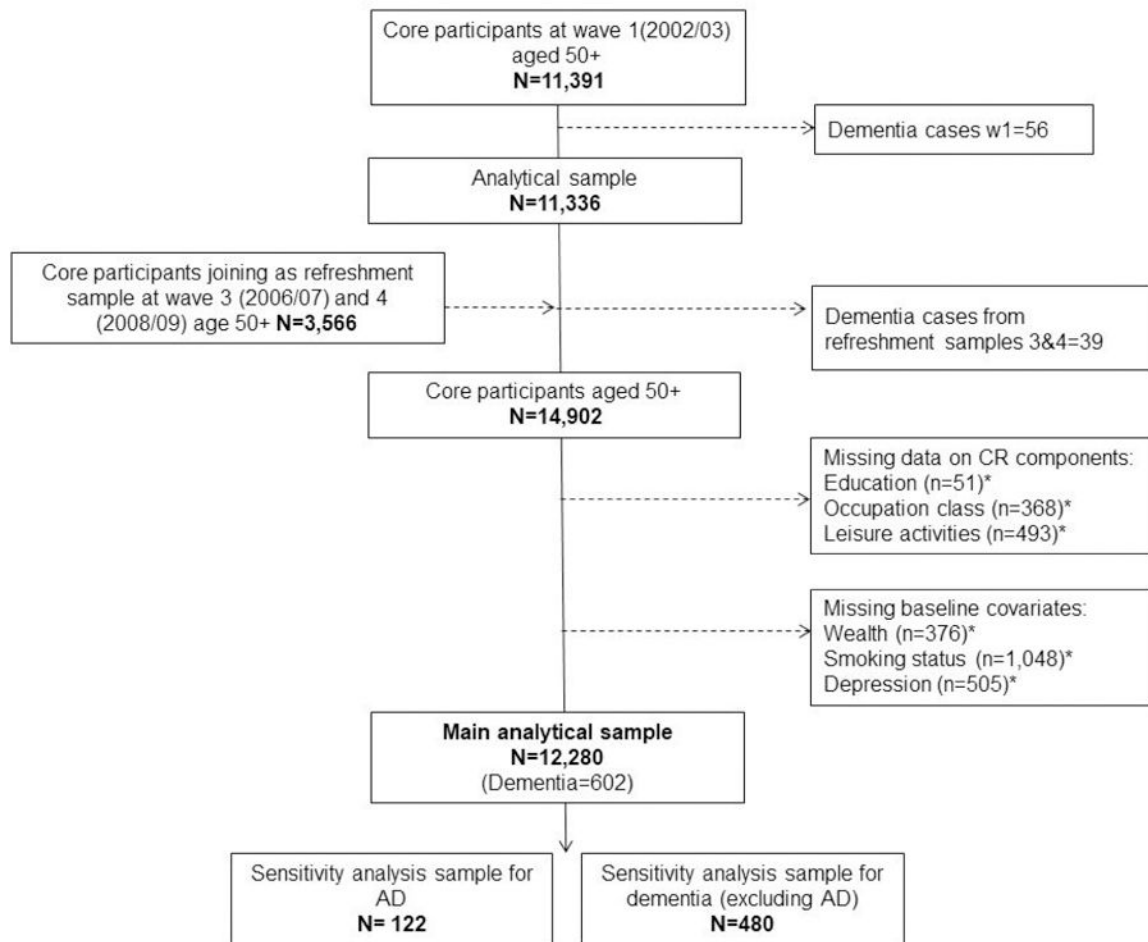 Core participants at wave 1(2002/03)
aged 50+
N=11,391
Dementia cases w1=56
Analytical sample
N=11,336
Core participants joining as refreshment
sample at wave 3 (2006/07) and 4
(2008/09) age 50+ N=3,566
Dementia cases from
refreshment samples 3&4=39
Core participants aged 50+
N=14,902
Missing data on CR components:
Education (n=51)*
Occupation class (n=368)*
Leisure activities (n=493)*
Missing baseline covariates:
Wealth (n=376)*
Smoking status (n=1,048)*
Depression (n=505)*
Main analytical sample
N=12,280
(Dementia=602)
Sensitivity analysis sample for
AD
N= 122
Sensitivity analysis sample for
dementia (excluding AD)
N=480